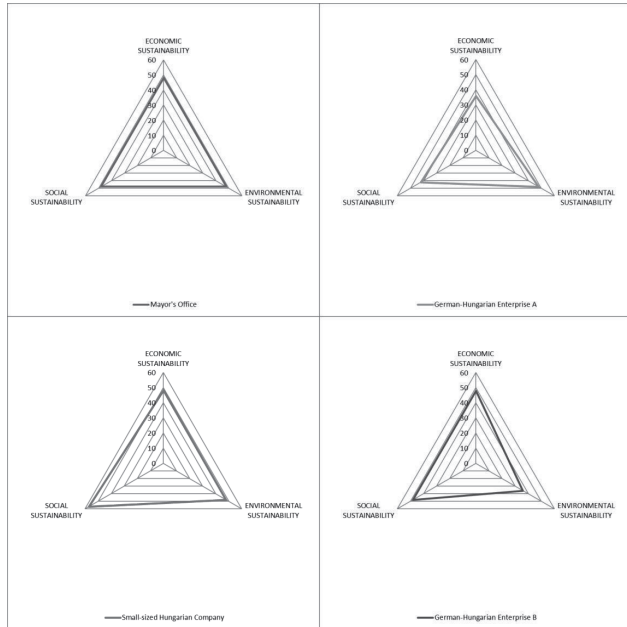 ECONOMIC
SUSTAINABILITY
60
50
40
30
20
10
0
SOCIAL
SUSTAINABILITY
ENVIRONMENTAL
SUSTAINABILITY
Mayor's Office
ECONOMIC
SUSTAINABILITY
60
50
40
30
20
10
0
SOCIAL
SUSTAINABILITY
ENVIRONMENTAL
SUSTAINABILITY
German-Hungarian Enterprise A
ECONOMIC
SUSTAINABILITY
60
50
40
30
20
10
0
SOCIAL
SUSTAINABILITY
ENVIRONMENTAL
SUSTAINABILITY
Small-sized Hungarian Company
ECONOMIC
SUSTAINABILITY
60
50
40
30
20
10
0
SOCIAL
SUSTAINABILITY
ENVIRONMENTAL
SUSTAINABILITY
German-Hungarian Enterprise B